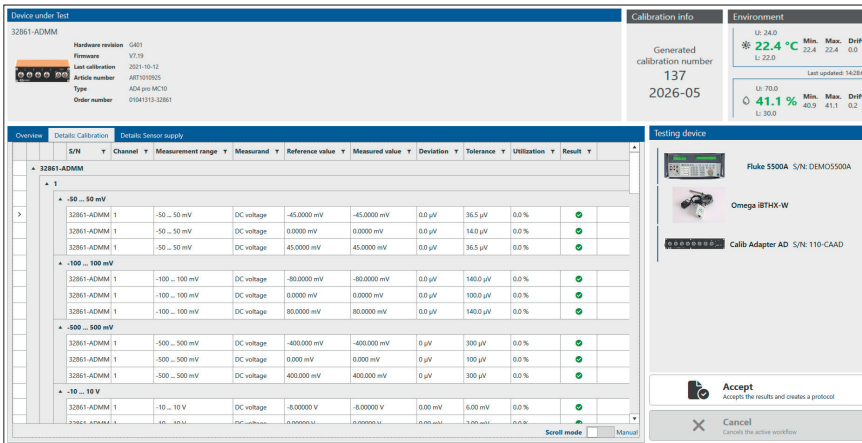 Device under Test
32861-ADMM
Hardware revision G401
Firmware V7.19
Last calibration 2021-10-12
Article number ART1010925
Type AD4 pro MC10
Order number 01041313-32861
Calibration info
Generated
calibration number
137
2026-05
Environment
U: 24.0
22.4 °C
L: 22.0
Min. Max. Drif
22.4 22.4 0.0
Last updated: 14:28:
U: 70.0
41.1 %
L: 30.0
Min. Max. Drif
40.9 41.1 0.2
Overview Details: Calibration Details: Sensor supply
S/N Channel Measurement range Measurand Reference value Measured value Deviation Tolerance Utilization Result
32861-ADMM
1
-50 ... 50 mV
32861-ADMM 1 -50 ... 50 mV DC voltage -45.0000 mV -45.0000 mV 0.0 µV 36.5 µV 0.0 %
32861-ADMM 1 -50 ... 50 mV DC voltage 0.0000 mV 0.0000 mV 0.0 µV 14.0 µV 0.0 %
32861-ADMM 1 -50 ... 50 mV DC voltage 45.0000 mV 45.0000 mV 0.0 µV 36.5 µV 0.0 %
-100 ... 100 mV
32861-ADMM 1 -100 ... 100 mV DC voltage -80.0000 mV -80.0000 mV 0.0 µV 140.0 µV 0.0 %
32861-ADMM 1 -100 ... 100 mV DC voltage 0.0000 mV 0.0000 mV 0.0 µV 100.0 µV 0.0 %
32861-ADMM 1 -100 ... 100 mV DC voltage 80.0000 mV 80.0000 mV 0.0 µV 140.0 µV 0.0 %
-500 ... 500 mV
32861-ADMM 1 -500 ... 500 mV DC voltage -400.000 mV -400.000 mV 0 µV 300 µV 0.0 %
32861-ADMM 1 -500 ... 500 mV DC voltage 0.000 mV 0.000 mV 0 µV 100 µV 0.0 %
32861-ADMM 1 -500 ... 500 mV DC voltage 400.000 mV 400.000 mV 0 µV 300 µV 0.0 %
-10 ... 10 V
32861-ADMM 1 -10 ... 10 V DC voltage -8.00000 V -8.00000 V 0.00 mV 6.00 mV 0.0 %
Scroll mode Manual
Testing device
Fluke 5500A S/N: DEMO5500A
Omega iBTHX-W
Calib Adapter AD S/N: 110-CAAD
Accept
Accepts the results and creates a protocol
Cancel
Cancels the active workflow